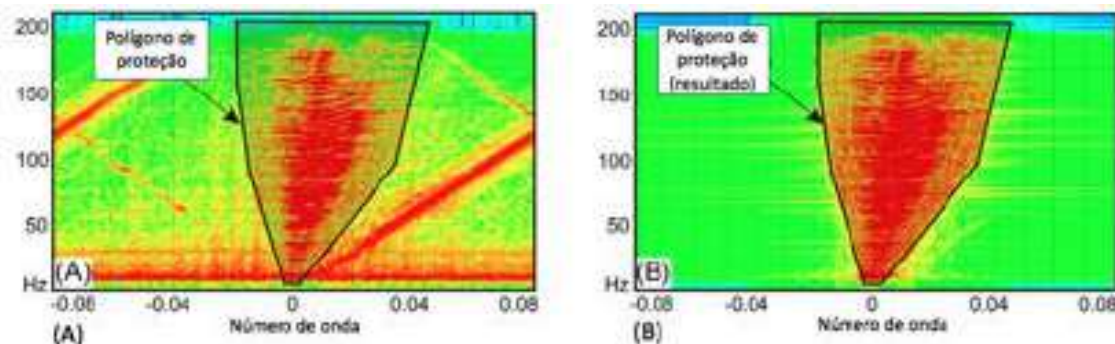 200
150
100
50
Hz
Polígono de
proteção
(A)
-0.08
-0.04
0
0.04
0.08
Número de onda
(A)
200
150
100
50
Hz
Polígono de
proteção
(resultado)
(B)
-0.08
-0.04
0
0.04
0.08
Número de onda
(B)